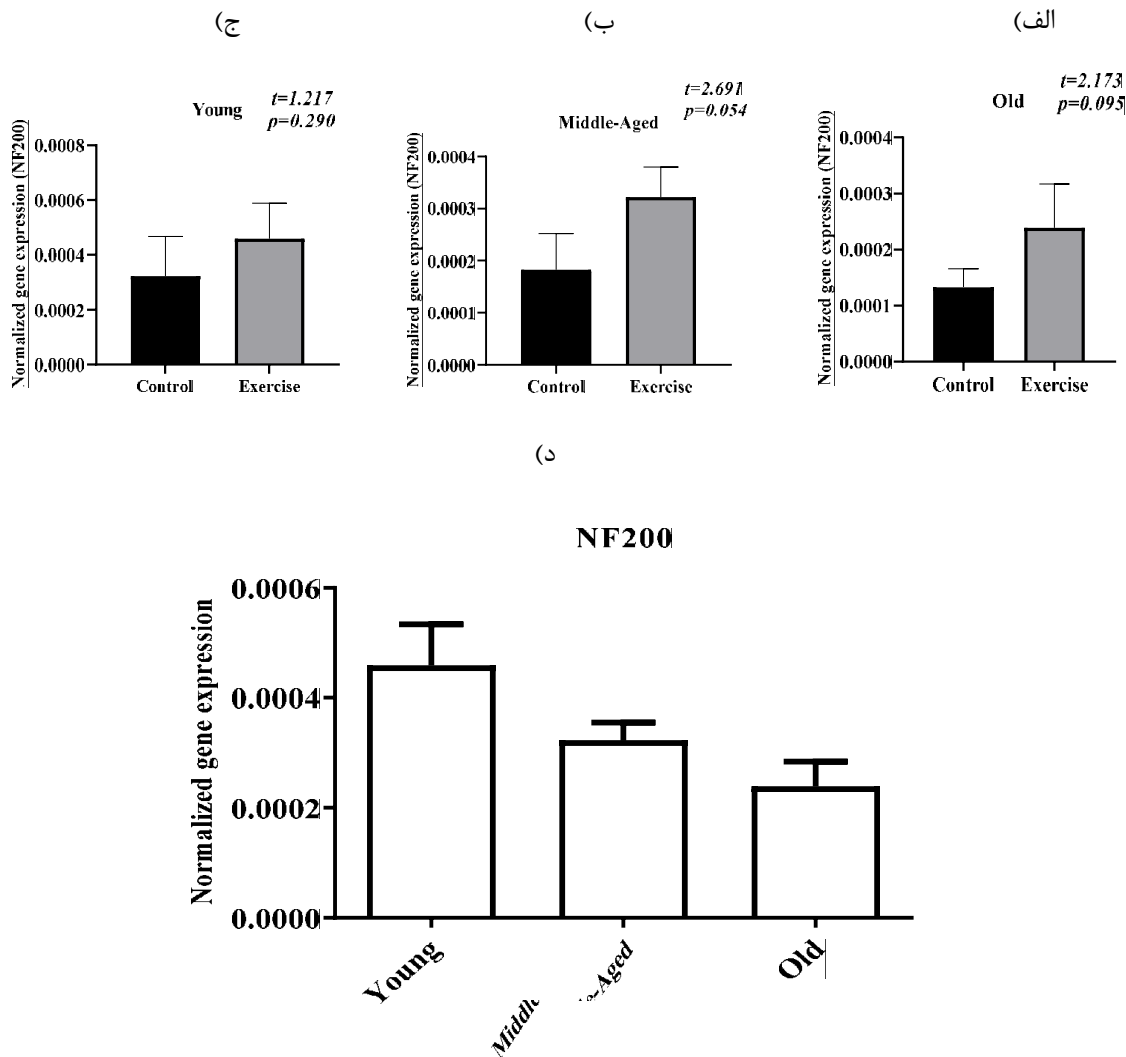 الف)
Old
t=2.173
p=0.095
Normalized gene expression (NF200)
0.0004
0.0003
0.0002
0.0001
0.0000
Control Exercise
ب)
Middle-Aged
t=2.691
p=0.054
Normalized gene expression (NF200)
0.0004
0.0003
0.0002
0.0001
0.0000
Control Exercise
ج)
Young
t=1.217
p=0.290
Normalized gene expression (NF200)
0.0008
0.0006
0.0004
0.0002
0.0000
Control Exercise
د)
NF200
Normalized gene expression
0.0006
0.0004
0.0002
0.0000
Young
Middle-Aged
Old